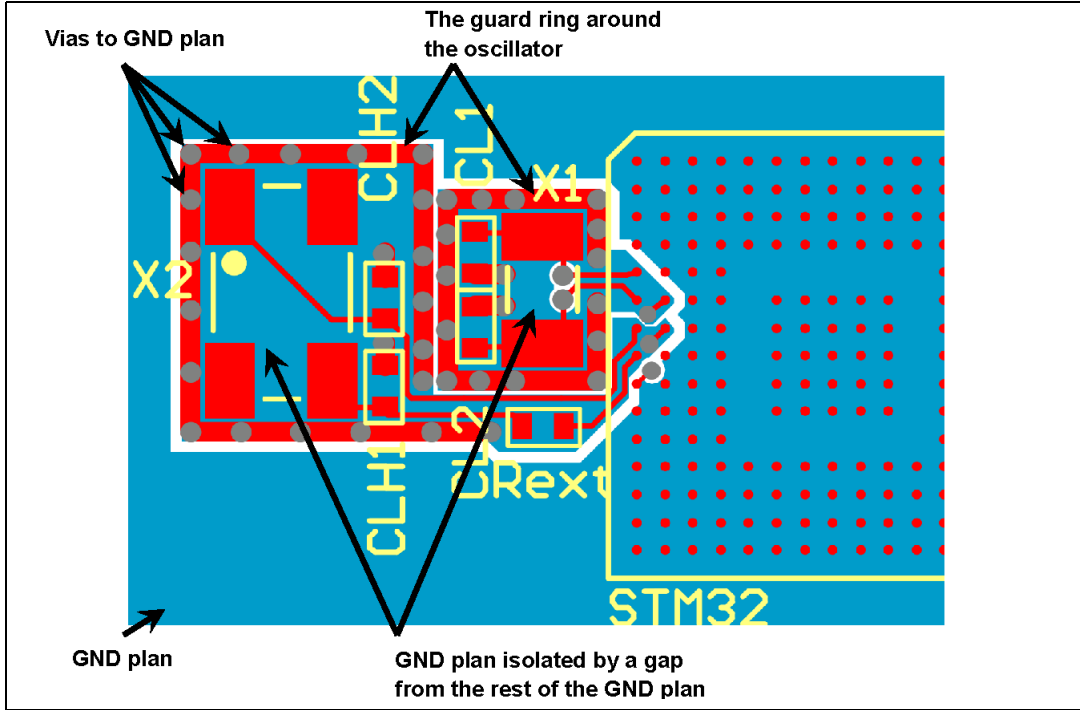 The guard ring around
the oscillator
Vias to GND plan
CLH2
CL1
X1
X2
CLH1
CL2
Rext
STM32
GND plan
GND plan isolated by a gap
from the rest of the GND plan